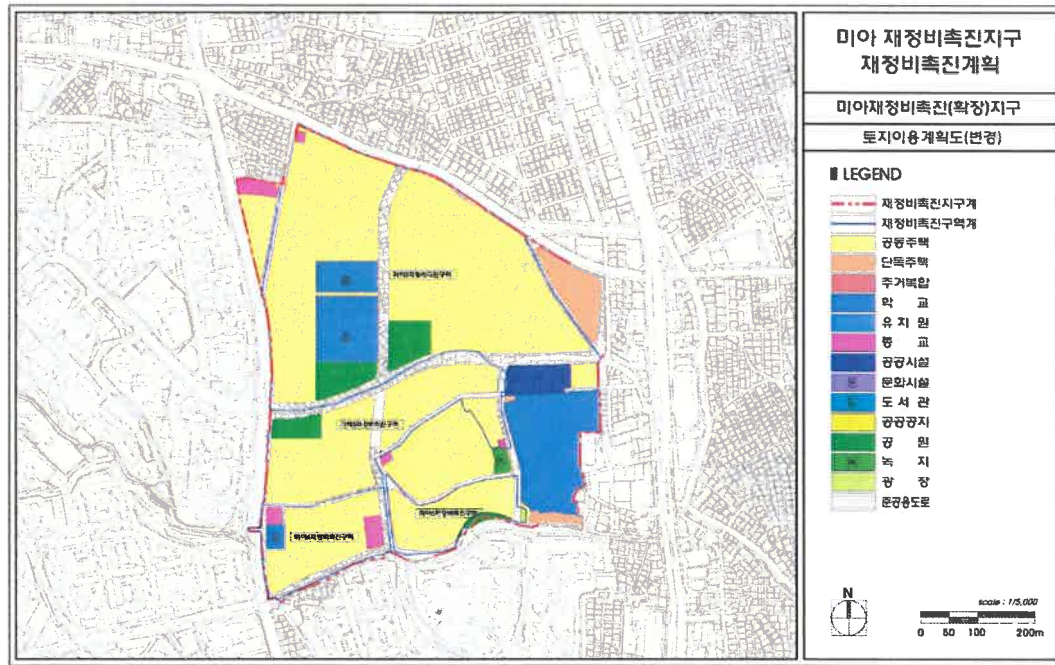 미아 재정비촉진지구
재정비촉진계획
미아재정비촉진(확장)지구
토지이용계획도(변경)
LEGEND
재정비촉진지구계
재정비촉진구역계
공동주택
단독주택
주거복합
학 교
유 치 원
종 교
공공시설
문화시설
도 서 관
공공공지
공 원
녹 지
광 장
준공용도로
N
scale : 1/5,000
0 50 100 200m